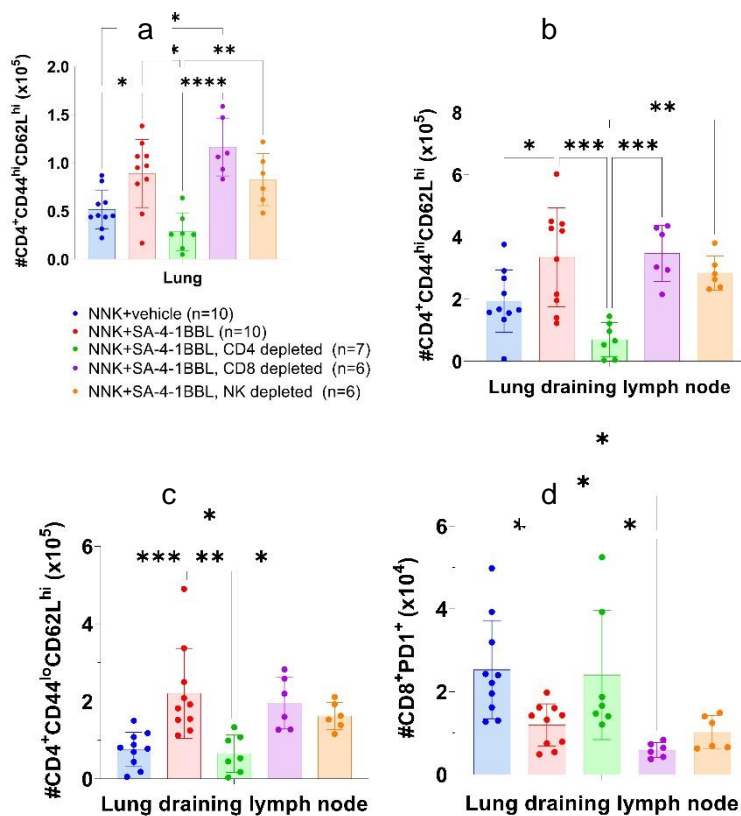 a
*
* **
* ****
#CD4+CD44hiCD62Lhi (x10⁵)
2.0
1.5
1.0
0.5
0.0
Lung
NNK+vehicle (n=10)
NNK+SA-4-1BBL (n=10)
NNK+SA-4-1BBL, CD4 depleted (n=7)
NNK+SA-4-1BBL, CD8 depleted (n=6)
NNK+SA-4-1BBL, NK depleted (n=6)
b
**
* *** ***
#CD4+CD44hiCD62Lhi (x10⁵)
8
6
4
2
0
Lung draining lymph node
c
*
*** ** *
#CD4+CD44loCD62Lhi (x10⁵)
6
4
2
0
Lung draining lymph node
*
d
*
* *
#CD8+PD1+ (x10⁴)
6
4
2
0
Lung draining lymph node